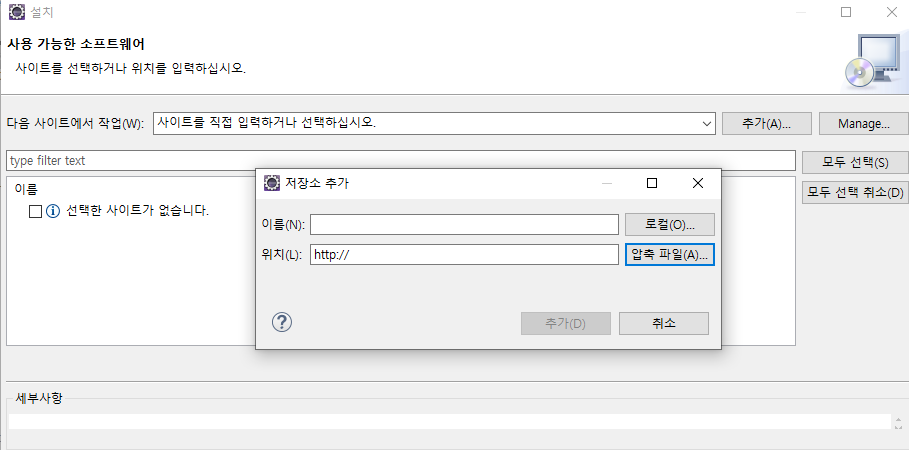 설치
사용 가능한 소프트웨어
사이트를 선택하거나 위치를 입력하십시오.
다음 사이트에서 작업(W): 사이트를 직접 입력하거나 선택하십시오. 추가(A)... Manage...
type filter text 모두 선택(S)
이름 모두 선택 취소(D)
선택한 사이트가 없습니다.
저장소 추가
이름(N): 로컬(O)...
위치(L): http:// 압축 파일(A)...
추가(D) 취소
세부사항